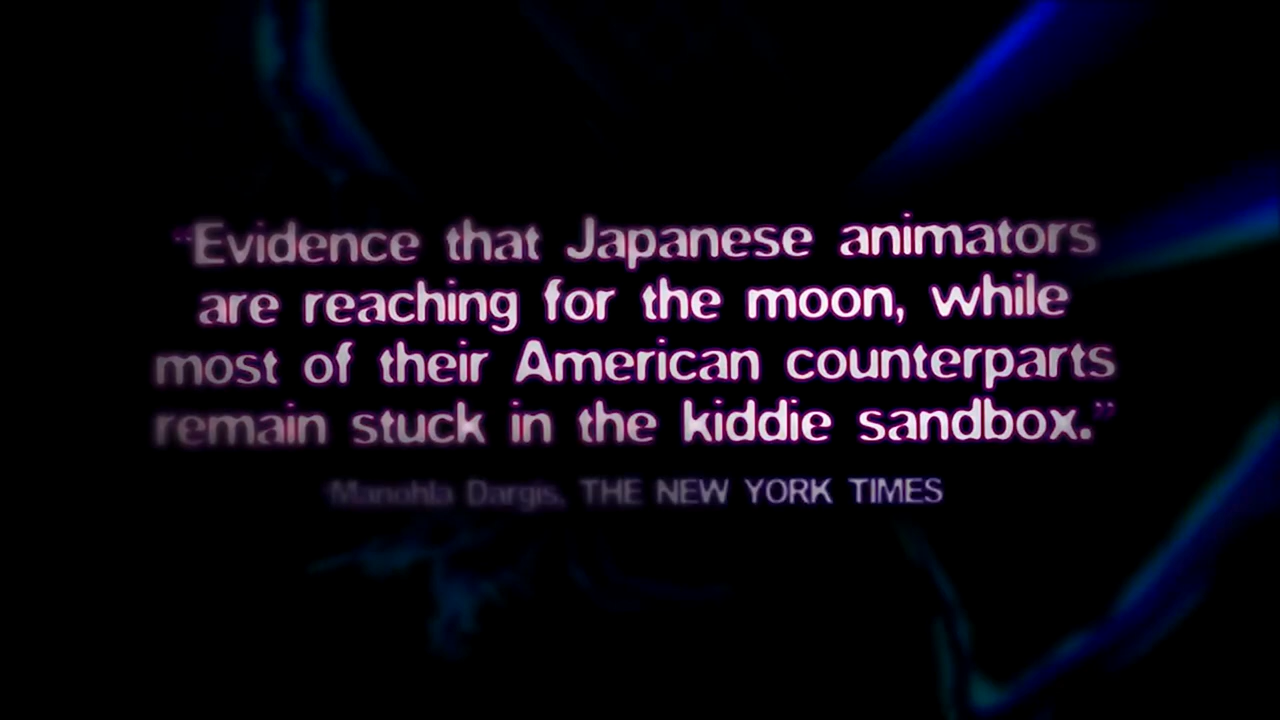 "Evidence that Japanese animators
are reaching for the moon, while
most of their American counterparts
remain stuck in the kiddie sandbox."
Manohla Dargis, THE NEW YORK TIMES